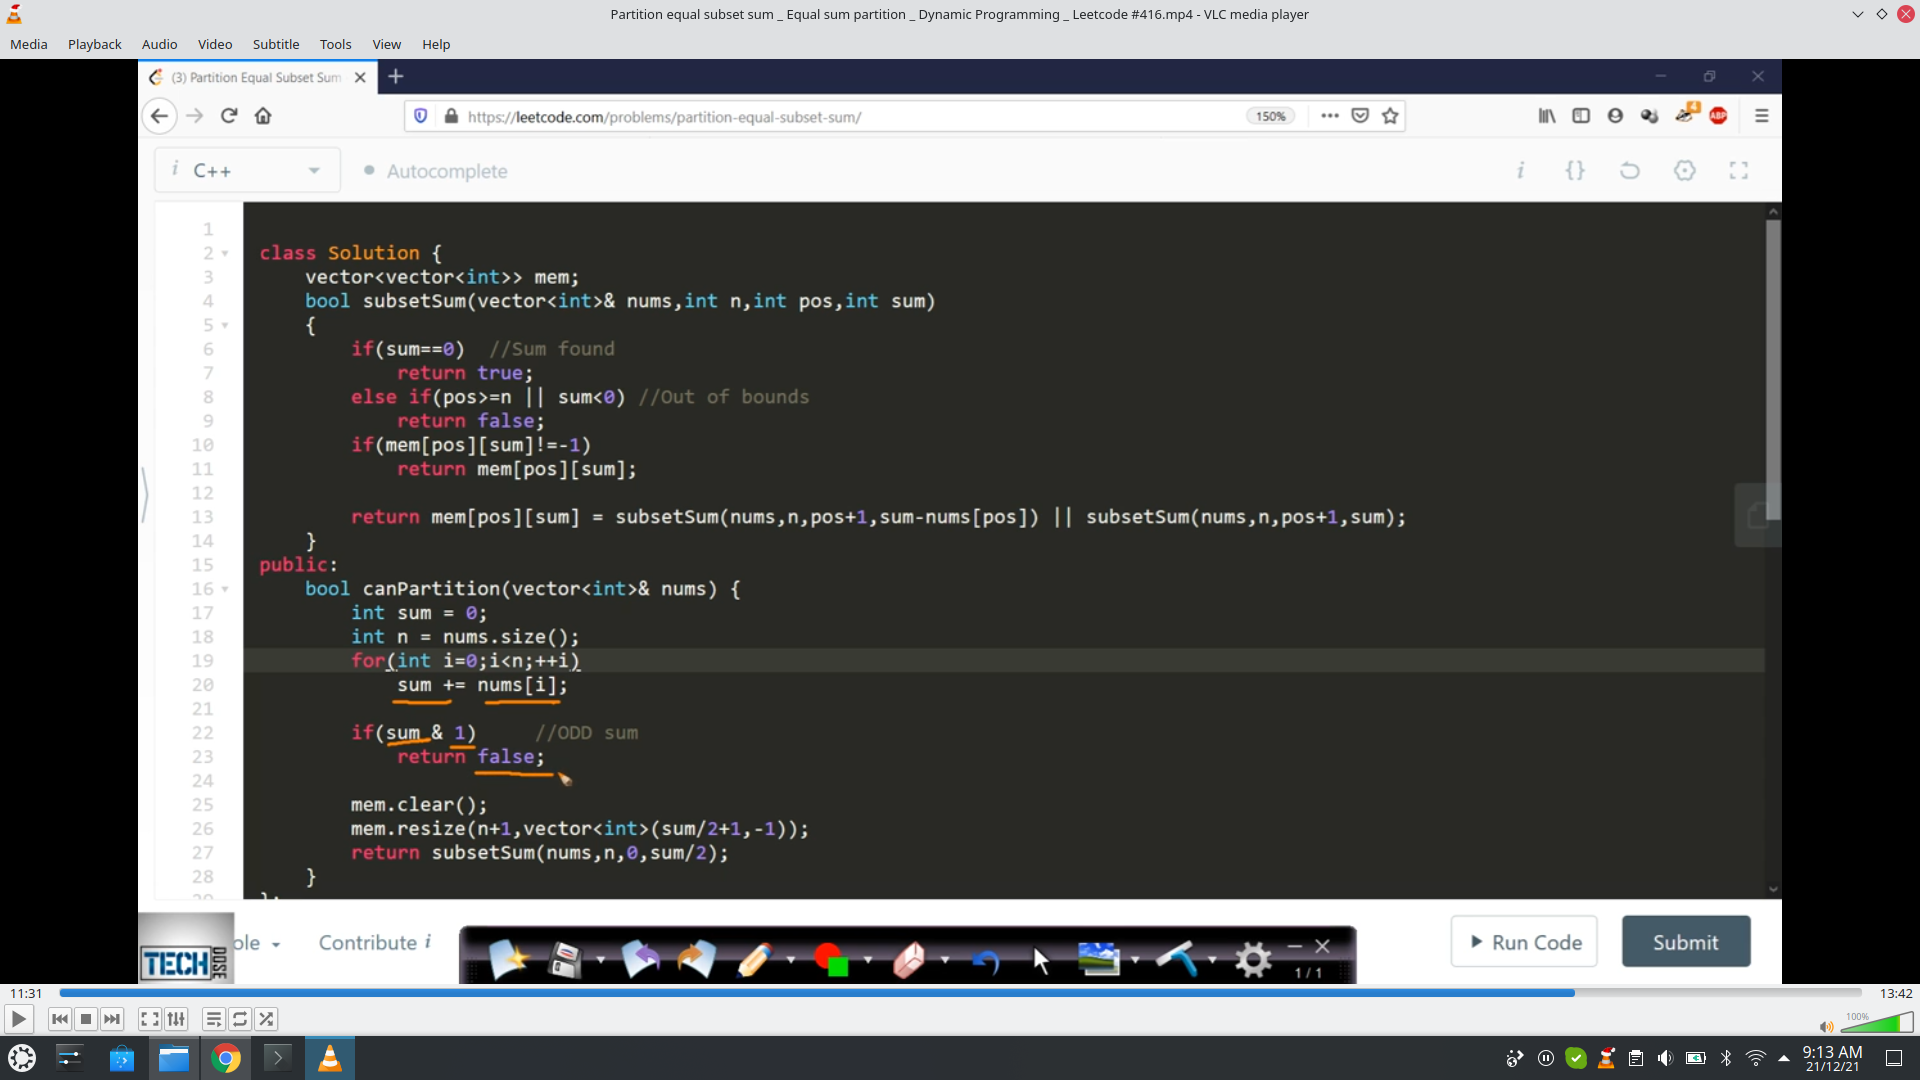 Partition equal subset sum _ Equal sum partition _ Dynamic Programming _ Leetcode #416.mp4 - VLC media player
Media Playback Audio Video Subtitle Tools View Help
(3) Partition Equal Subset Sum
https://leetcode.com/problems/partition-equal-subset-sum/ 150% 4 ABP
i C++ Autocomplete i {}
1
2 class Solution {
3 vector<vector<int>> mem;
4 bool subsetSum(vector<int>& nums,int n,int pos,int sum)
5 {
6 if(sum==0) //Sum found
7 return true;
8 else if(pos>=n || sum<0) //Out of bounds
9 return false;
10 if(mem[pos][sum]!=-1)
11 return mem[pos][sum];
12
13 return mem[pos][sum] = subsetSum(nums,n,pos+1,sum-nums[pos]) || subsetSum(nums,n,pos+1,sum);
14 }
15 public:
16 bool canPartition(vector<int>& nums) {
17 int sum = 0;
18 int n = nums.size();
19 for(int i=0;i<n;++i)
20 sum += nums[i];
21
22 if(sum & 1) //ODD sum
23 return false;
24
25 mem.clear();
26 mem.resize(n+1,vector<int>(sum/2+1,-1));
27 return subsetSum(nums,n,0,sum/2);
28 }
TECH DOSE ole Contribute i 1/1 Run Code Submit
11:31 13:42
100%
9:13 AM
21/12/21